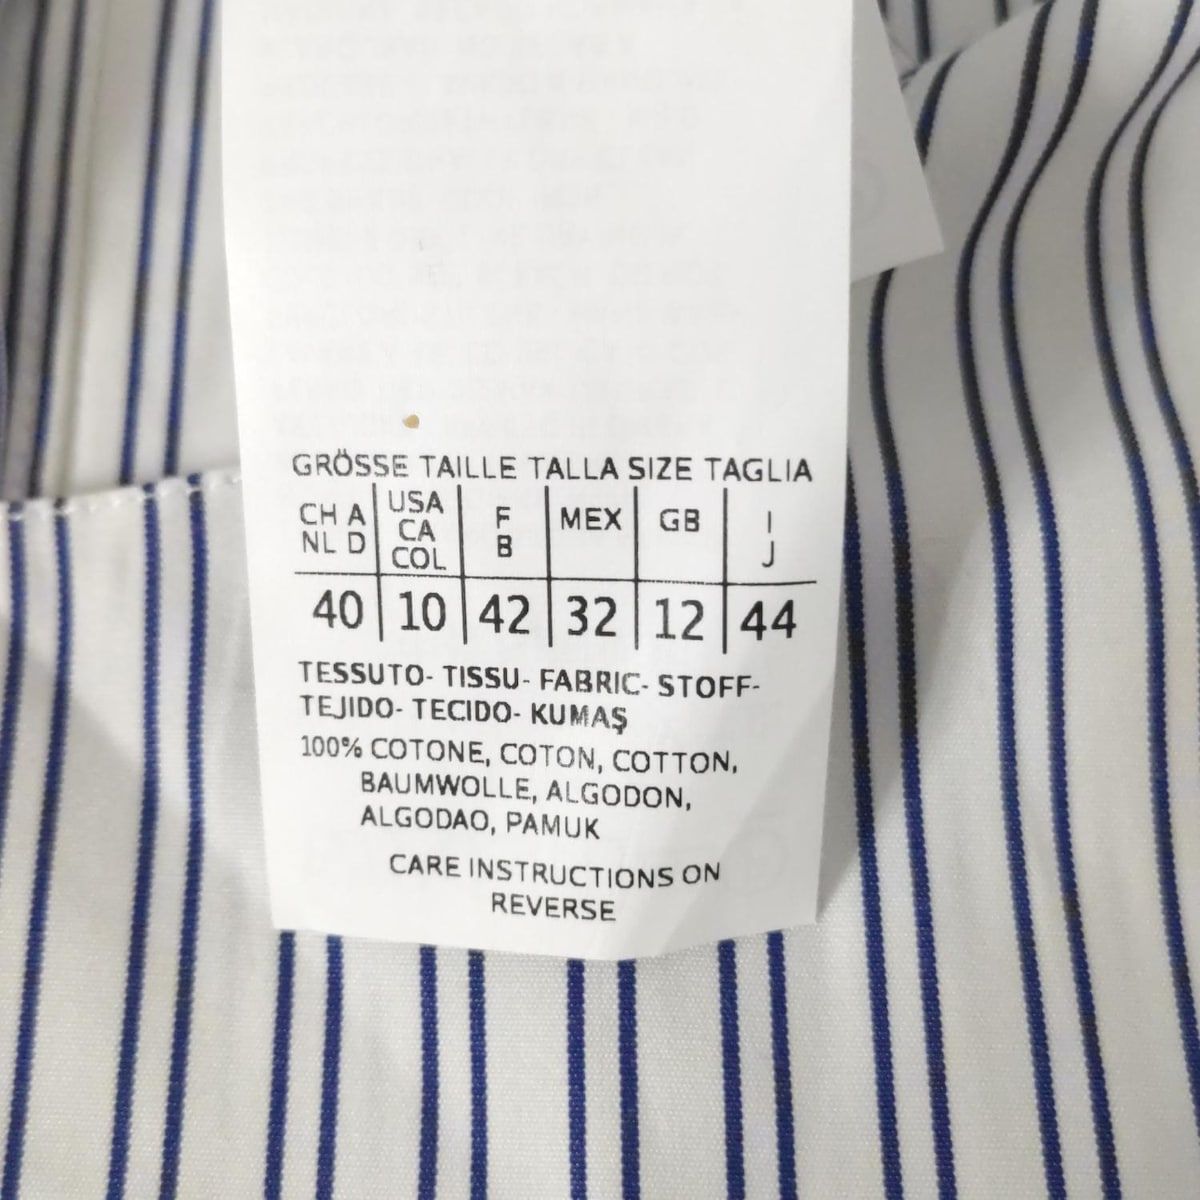 GRÖSSE TAILLE TALLA SIZE TAGLIA
CH A NL D | USA CA COL | F B | MEX | GB | I J
40 | 10 | 42 | 32 | 12 | 44
TESSUTO- TISSU- FABRIC- STOFF-
TEJIDO- TECIDO- KUMAŞ
100% COTONE, COTON, COTTON,
BAUMWOLLE, ALGODON,
ALGODAO, PAMUK
CARE INSTRUCTIONS ON
REVERSE